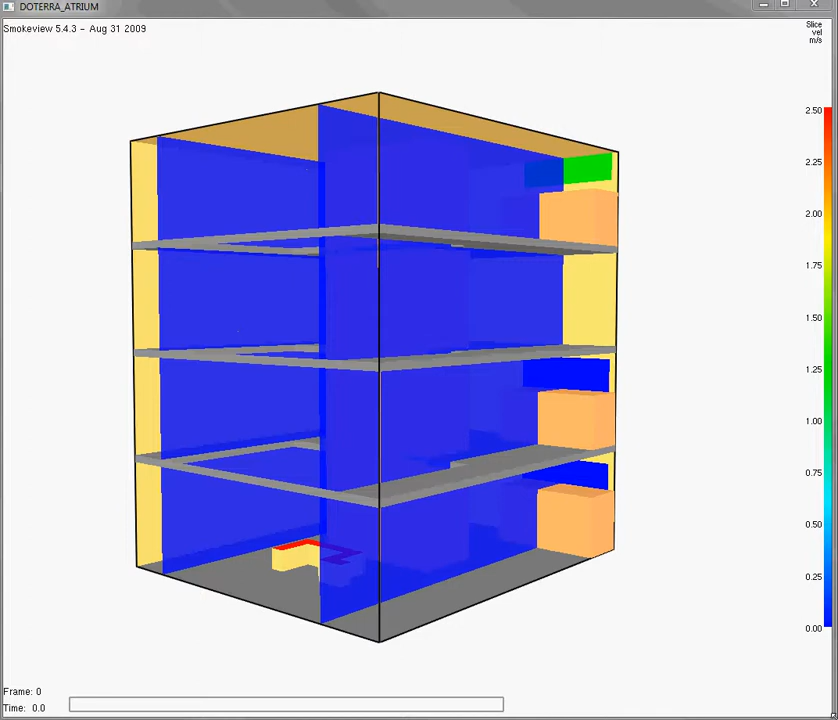 DOTERRA_ATRIUM
Smokeview 5.4.3 - Aug 31 2009
Slice
vel
m/s
2.50
2.25
2.00
1.75
1.50
1.25
1.00
0.75
0.50
0.25
0.00
Frame: 0
Time: 0.0